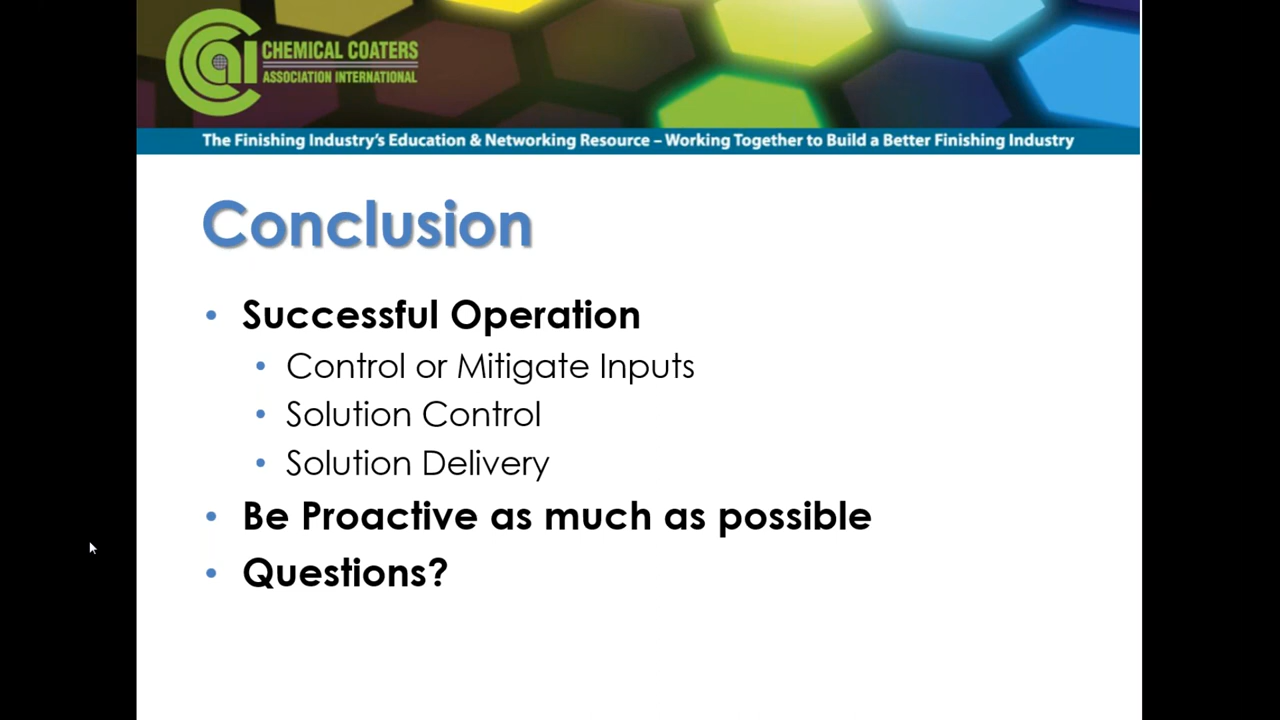 CHEMICAL COATERS
ASSOCIATION INTERNATIONAL
The Finishing Industry's Education & Networking Resource – Working Together to Build a Better Finishing Industry
Conclusion
• Successful Operation
• Control or Mitigate Inputs
• Solution Control
• Solution Delivery
• Be Proactive as much as possible
• Questions?